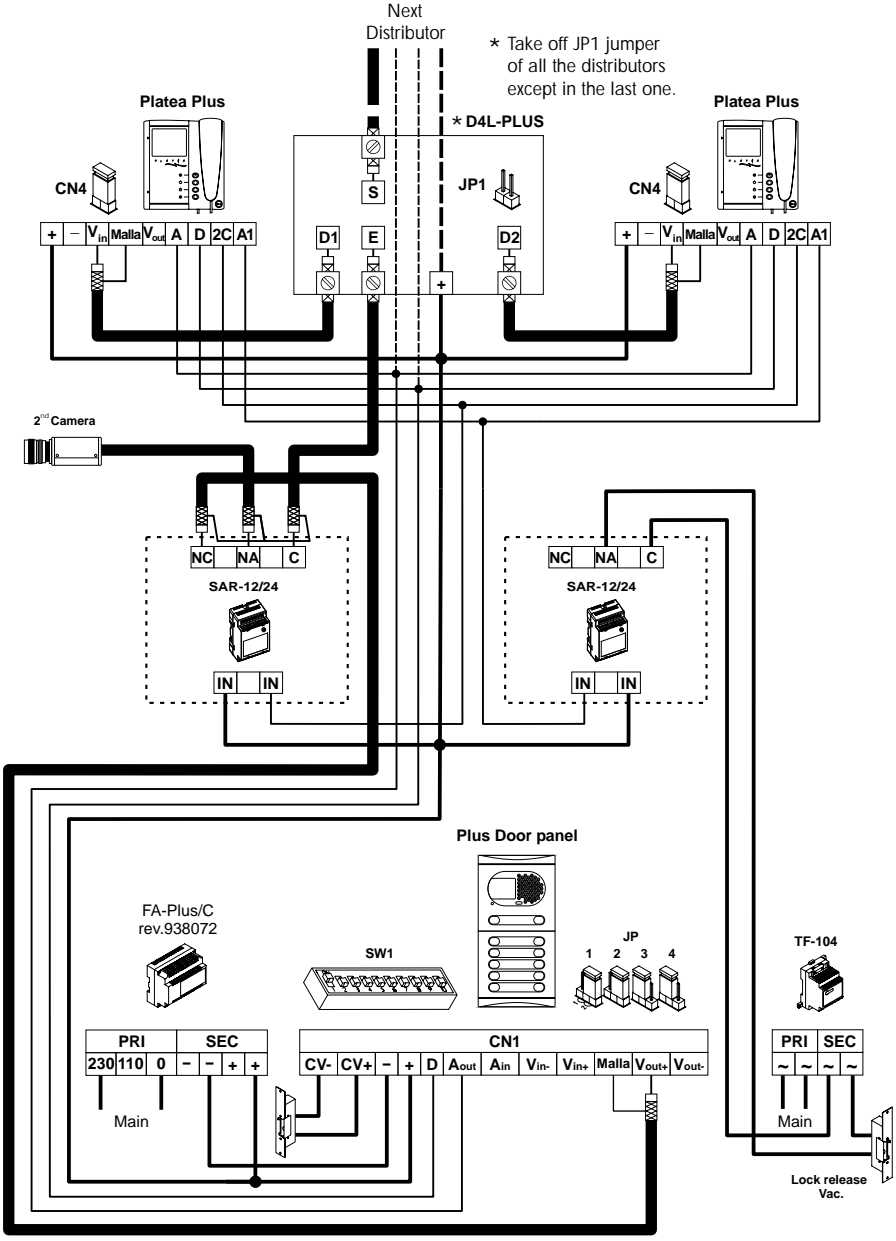 Next
Distributor
* Take off JP1 jumper
of all the distributors
except in the last one.
Platea Plus
* D4L-PLUS
Platea Plus
CN4
S
JP1
CN4
+ – Vin Malla Vout A D 2C A1
D1 E D2
+ – Vin Malla Vout A D 2C A1
+
2nd Camera
NC NA C
NC NA C
SAR-12/24
SAR-12/24
IN IN
IN IN
Plus Door panel
FA-Plus/C
rev.938072
SW1
JP
1 2 3 4
TF-104
PRI SEC
230 110 0 – – + +
CN1
CV- CV+ – + D Aout Ain Vin- Vin+ Malla Vout+ Vout-
PRI SEC
~ ~ ~ ~
Main
Main
Lock release
Vac.